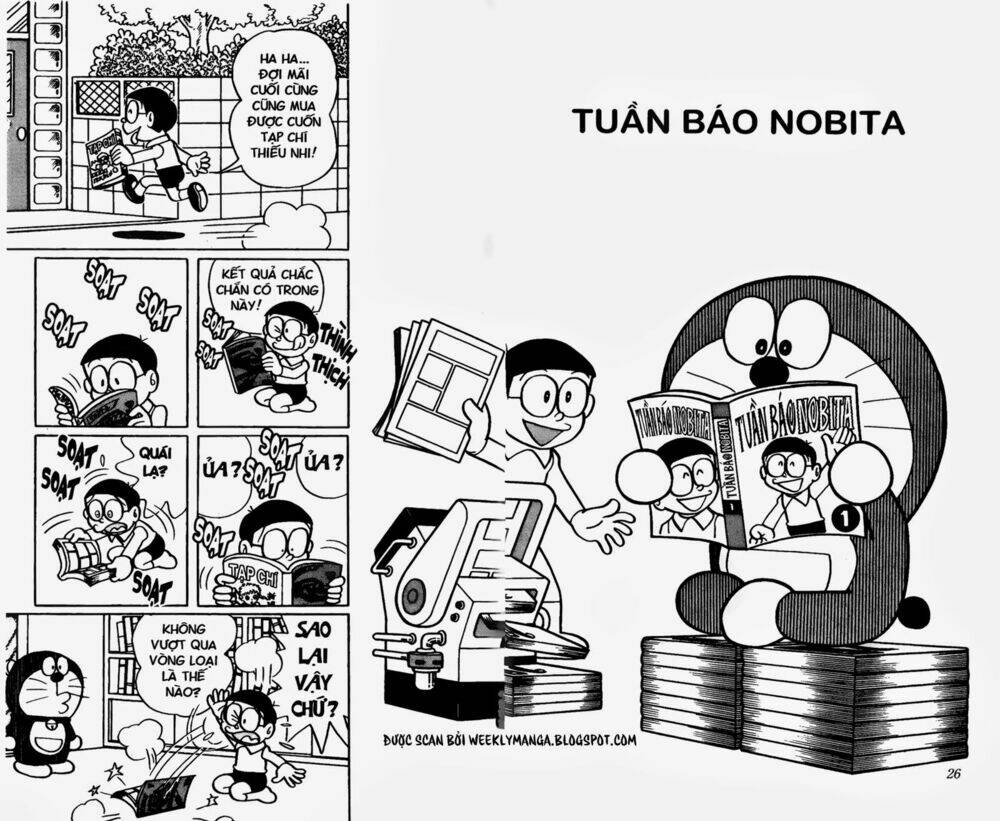 TUẦN BÁO NOBITA
TUẦN BÁO NOBITA
TUẦN BÁO NOBITA
1
TUẦN BÁO NOBITA
1
ĐƯỢC SCAN BỞI WEEKLYMANGA.BLOGSPOT.COM
26
HA HA...
ĐỢI MÃI
CUỐI CÙNG
CŨNG MUA
ĐƯỢC CUỐN
TẠP CHÍ
THIẾU NHI!
TẠP CHÍ
KẾT QUẢ CHẮC
CHẮN CÓ TRONG
NÀY!
SOẠT
SOẠT
THÌNH
THỊCH
SOẠT
SOẠT
SOẠT
ỦA?
SOẠT
SOẠT
ỦA?
SOẠT
TẠP CHÍ
SOẠT
SOẠT
QUÁI
LẠ?
SOẠT
SAO
LẠI
VẬY
CHỨ?
KHÔNG
VƯỢT QUA
VÒNG LOẠI
LÀ THẾ
NÀO?